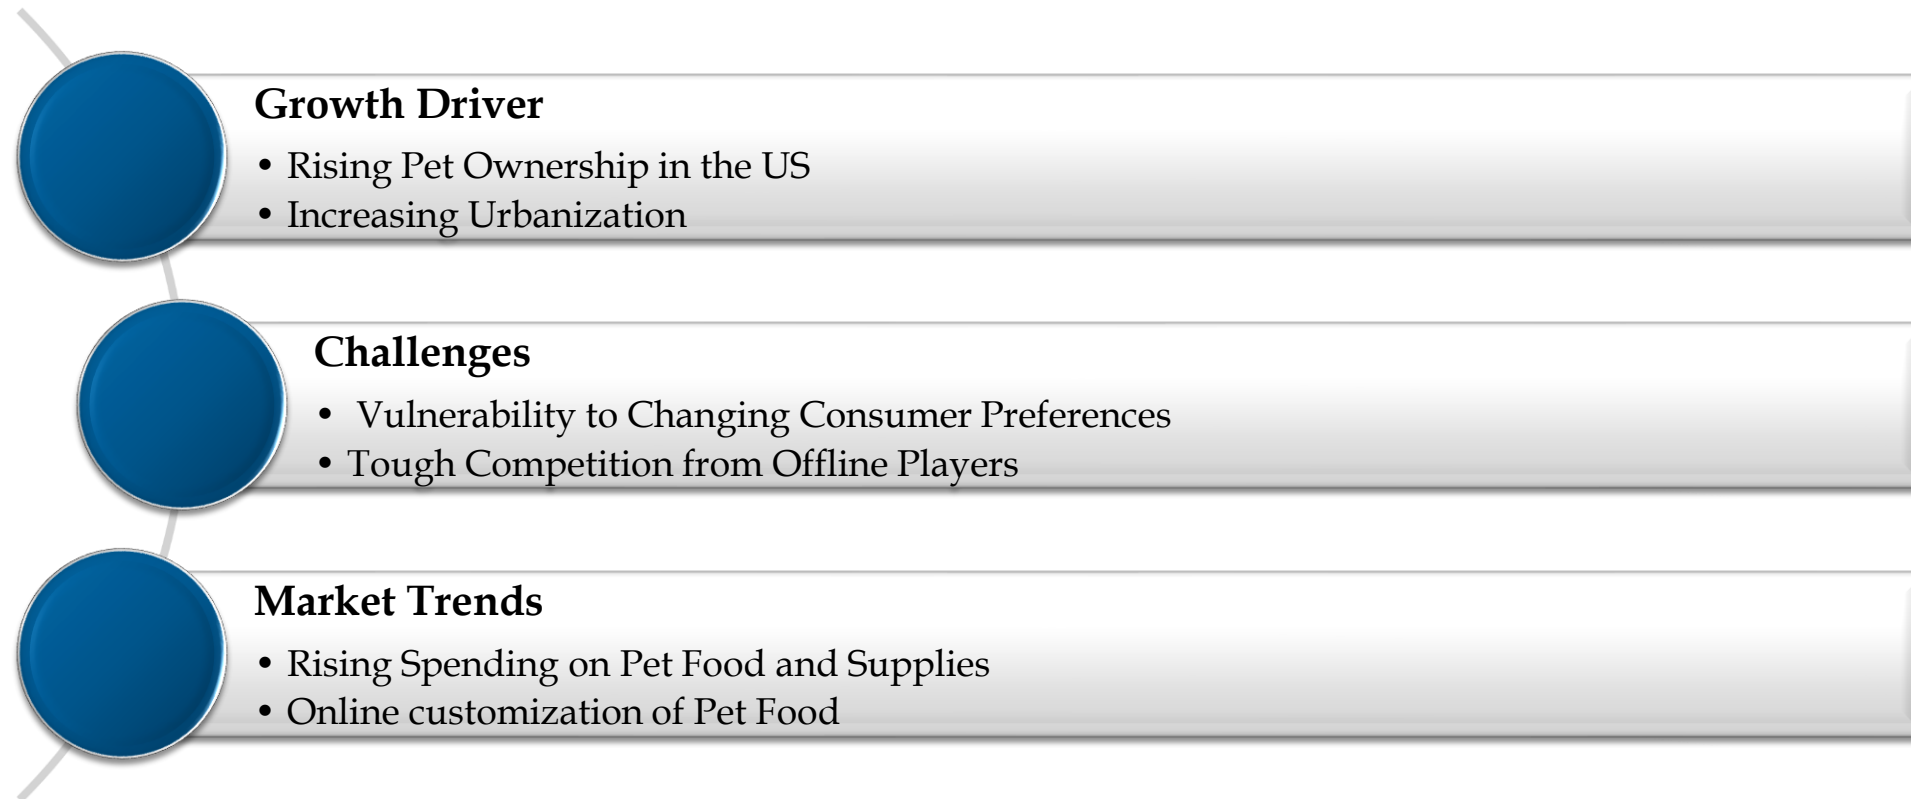 Growth Driver
• Rising Pet Ownership in the US
• Increasing Urbanization
Challenges
• Vulnerability to Changing Consumer Preferences
• Tough Competition from Offline Players
Market Trends
• Rising Spending on Pet Food and Supplies
• Online customization of Pet Food